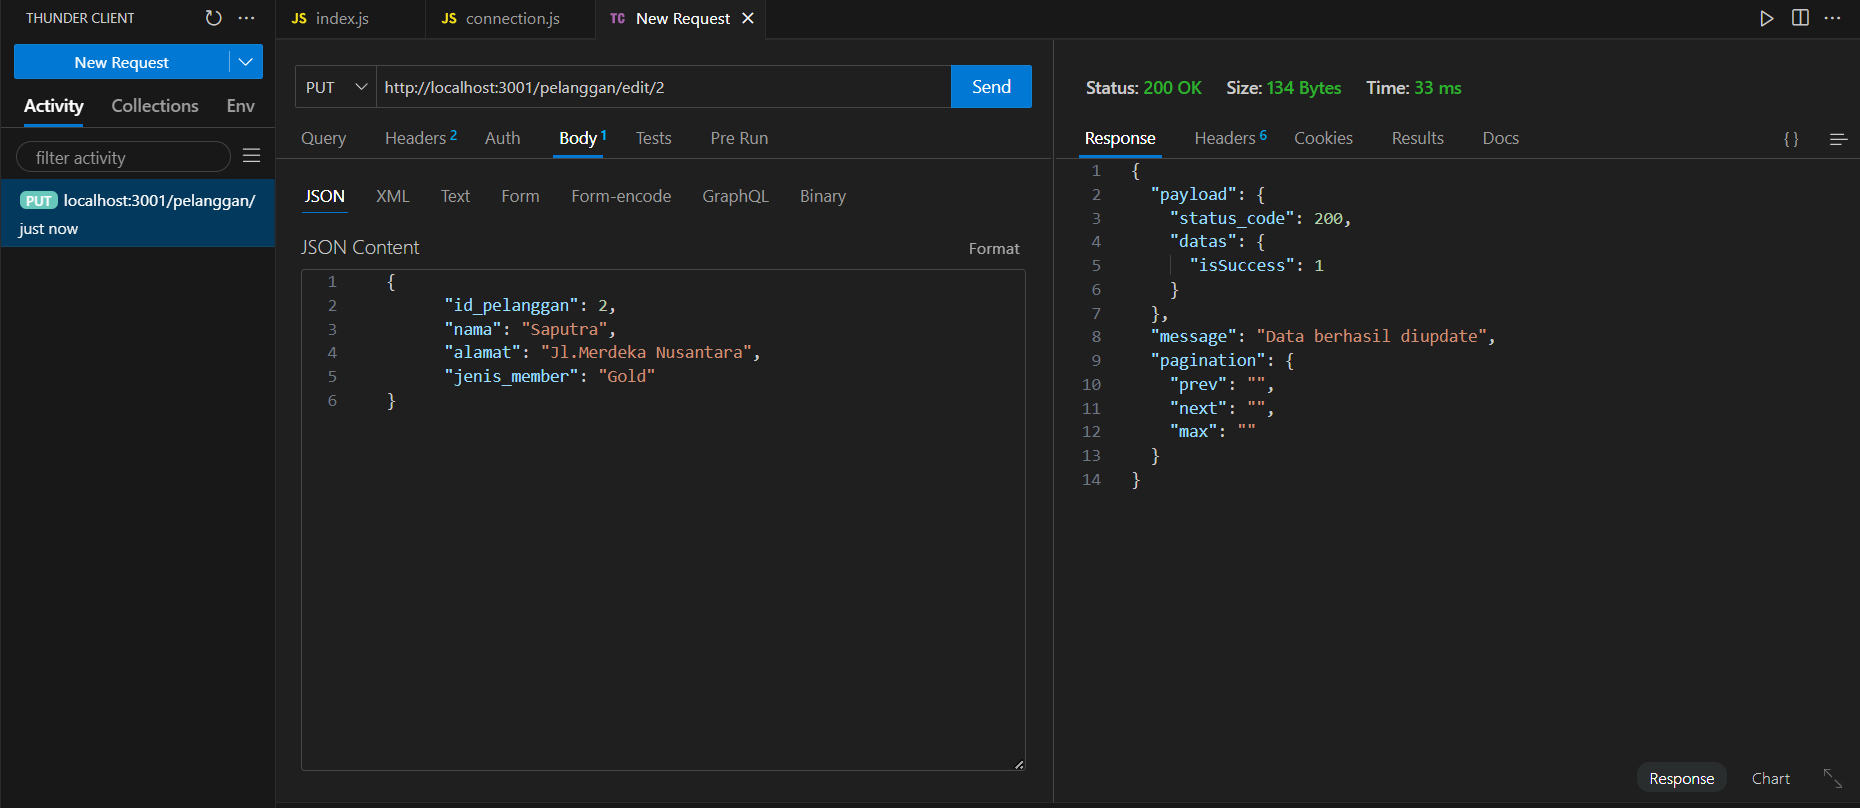 THUNDER CLIENT
New Request
Activity Collections Env
filter activity
PUT localhost:3001/pelanggan/
just now
JS index.js JS connection.js TC New Request
PUT http://localhost:3001/pelanggan/edit/2 Send
Query Headers 2 Auth Body 1 Tests Pre Run
JSON XML Text Form Form-encode GraphQL Binary
JSON Content Format
1 {
2 "id_pelanggan": 2,
3 "nama": "Saputra",
4 "alamat": "Jl.Merdeka Nusantara",
5 "jenis_member": "Gold"
6 }
Status: 200 OK Size: 134 Bytes Time: 33 ms
Response Headers 6 Cookies Results Docs {}
1 {
2 "payload": {
3 "status_code": 200,
4 "datas": {
5 "isSuccess": 1
6 }
7 },
8 "message": "Data berhasil diupdate",
9 "pagination": {
10 "prev": "",
11 "next": "",
12 "max": ""
13 }
14 }
Response Chart